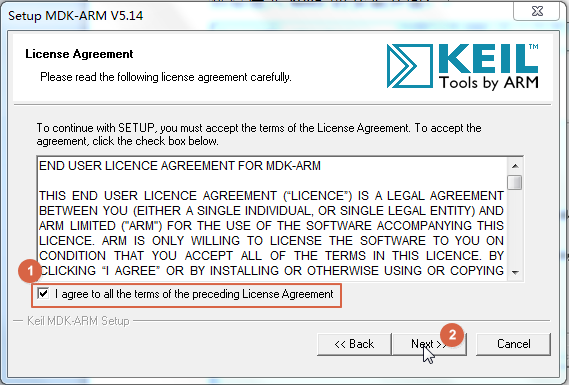 Setup MDK-ARM V5.14
License Agreement
Please read the following license agreement carefully.
KEIL
Tools by ARM
To continue with SETUP, you must accept the terms of the License Agreement. To accept the
agreement, click the check box below.
END USER LICENCE AGREEMENT FOR MDK-ARM
THIS END USER LICENCE AGREEMENT (“LICENCE”) IS A LEGAL AGREEMENT
BETWEEN YOU (EITHER A SINGLE INDIVIDUAL, OR SINGLE LEGAL ENTITY) AND
ARM LIMITED ("ARM") FOR THE USE OF THE SOFTWARE ACCOMPANYING THIS
LICENCE. ARM IS ONLY WILLING TO LICENSE THE SOFTWARE TO YOU ON
CONDITION THAT YOU ACCEPT ALL OF THE TERMS IN THIS LICENCE. BY
CLICKING “I AGREE” OR BY INSTALLING OR OTHERWISE USING OR COPYING
1
I agree to all the terms of the preceding License Agreement
Keil MDK-ARM Setup
<< Back
Next >>
2
Cancel